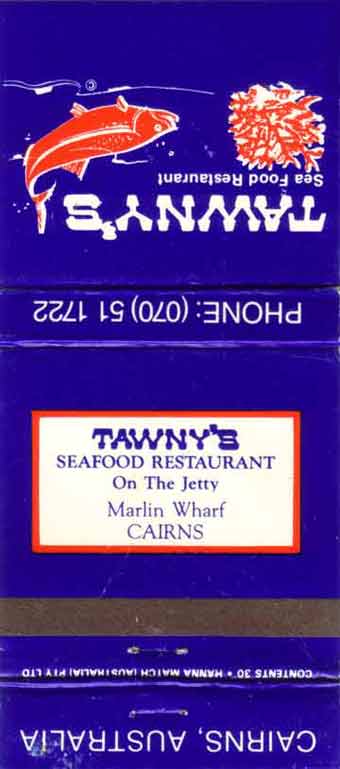 ©
TAWNY'S
Sea Food Restaurant
PHONE: (070) 51 1722
TAWNY'S
SEAFOOD RESTAURANT
On The Jetty
Marlin Wharf
CAIRNS
CONTENTS 30 • HANNA MATCH (AUSTRALIA) PTY LTD
CAIRNS, AUSTRALIA